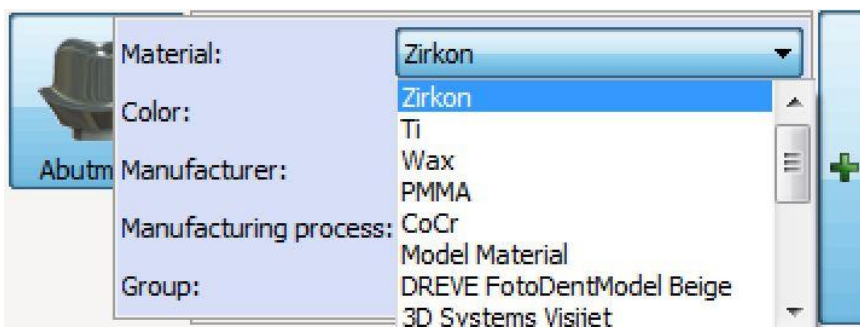 Material:
Zirkon
Zirkon
Color:
Ti
Wax
Abutm
Manufacturer:
PMMA
Manufacturing process:
CoCr
Model Material
Group:
DREVE FotoDentModel Beige
3D Systems Visijet